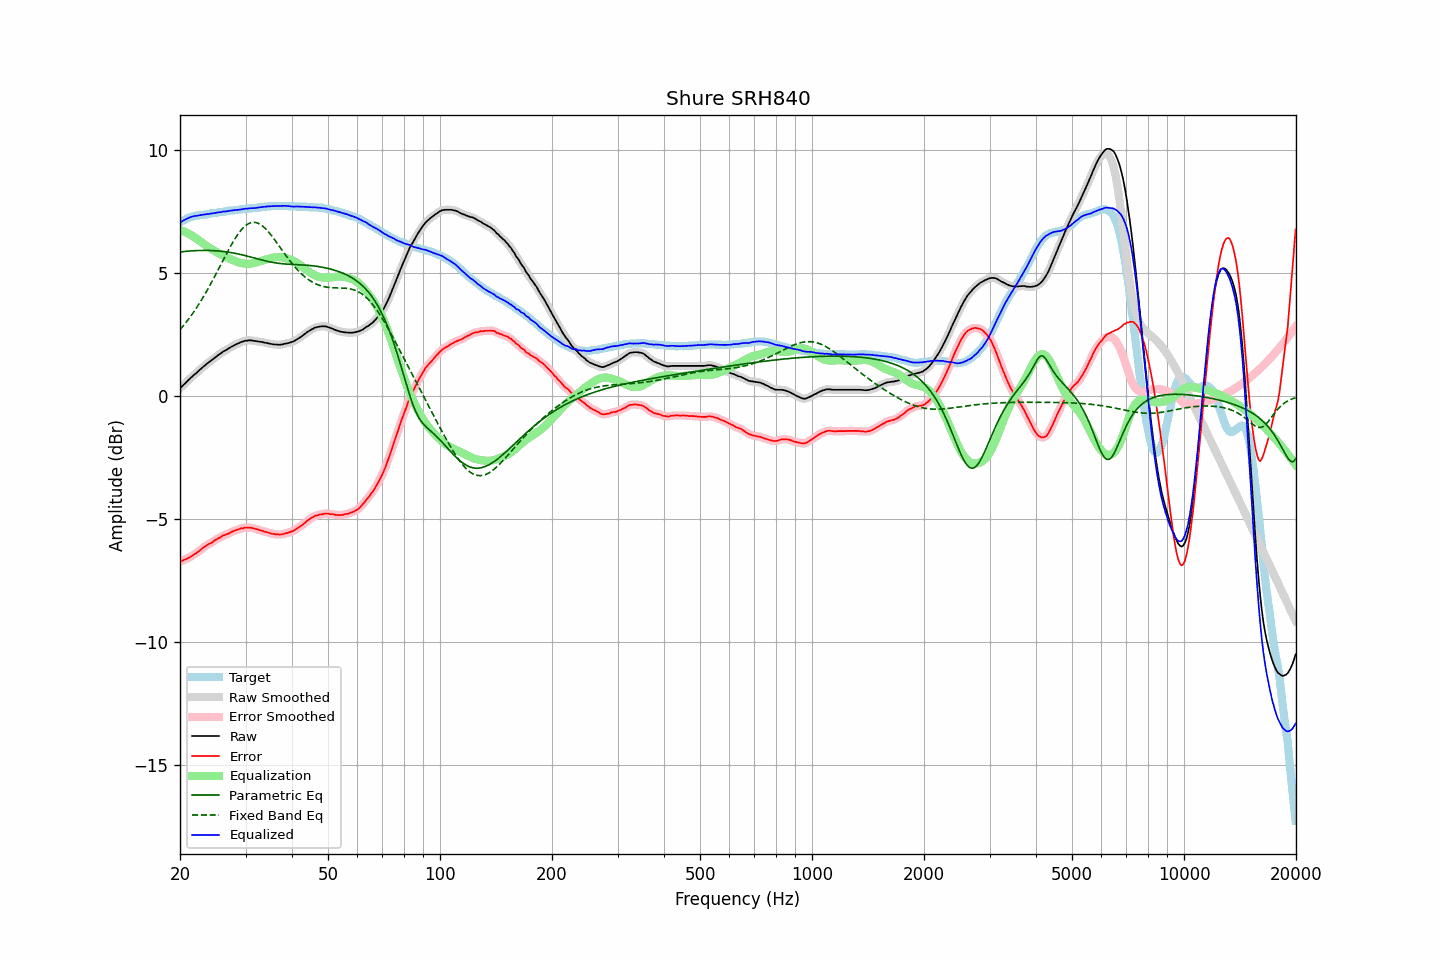 Shure SRH840
Amplitude (dBr)
10
5
0
−5
−10
−15
Target
Raw Smoothed
Error Smoothed
Raw
Error
Equalization
Parametric Eq
Fixed Band Eq
Equalized
20
50
100
200
500
1000
2000
5000
10000
20000
Frequency (Hz)